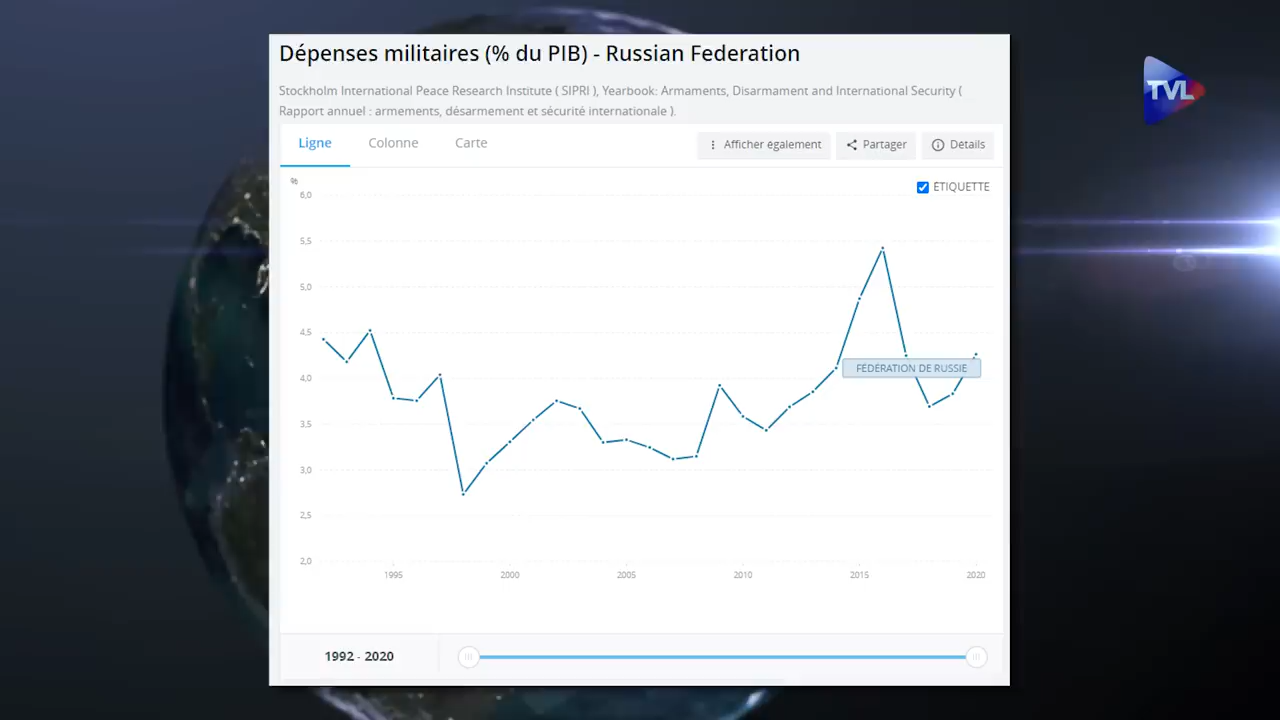 Dépenses militaires (% du PIB) - Russian Federation
TVL
Stockholm International Peace Research Institute ( SIPRI ), Yearbook: Armaments, Disarmament and International Security (
Rapport annuel : armements, désarmement et sécurité internationale ).
Ligne
Colonne
Carte
Afficher également
Partager
Details
%
ÉTIQUETTE
6,0
5,5
5,0
4,5
4,0
3,5
3,0
2,5
2,0
FÉDÉRATION DE RUSSIE
1995
2000
2005
2010
2015
2020
1992 - 2020